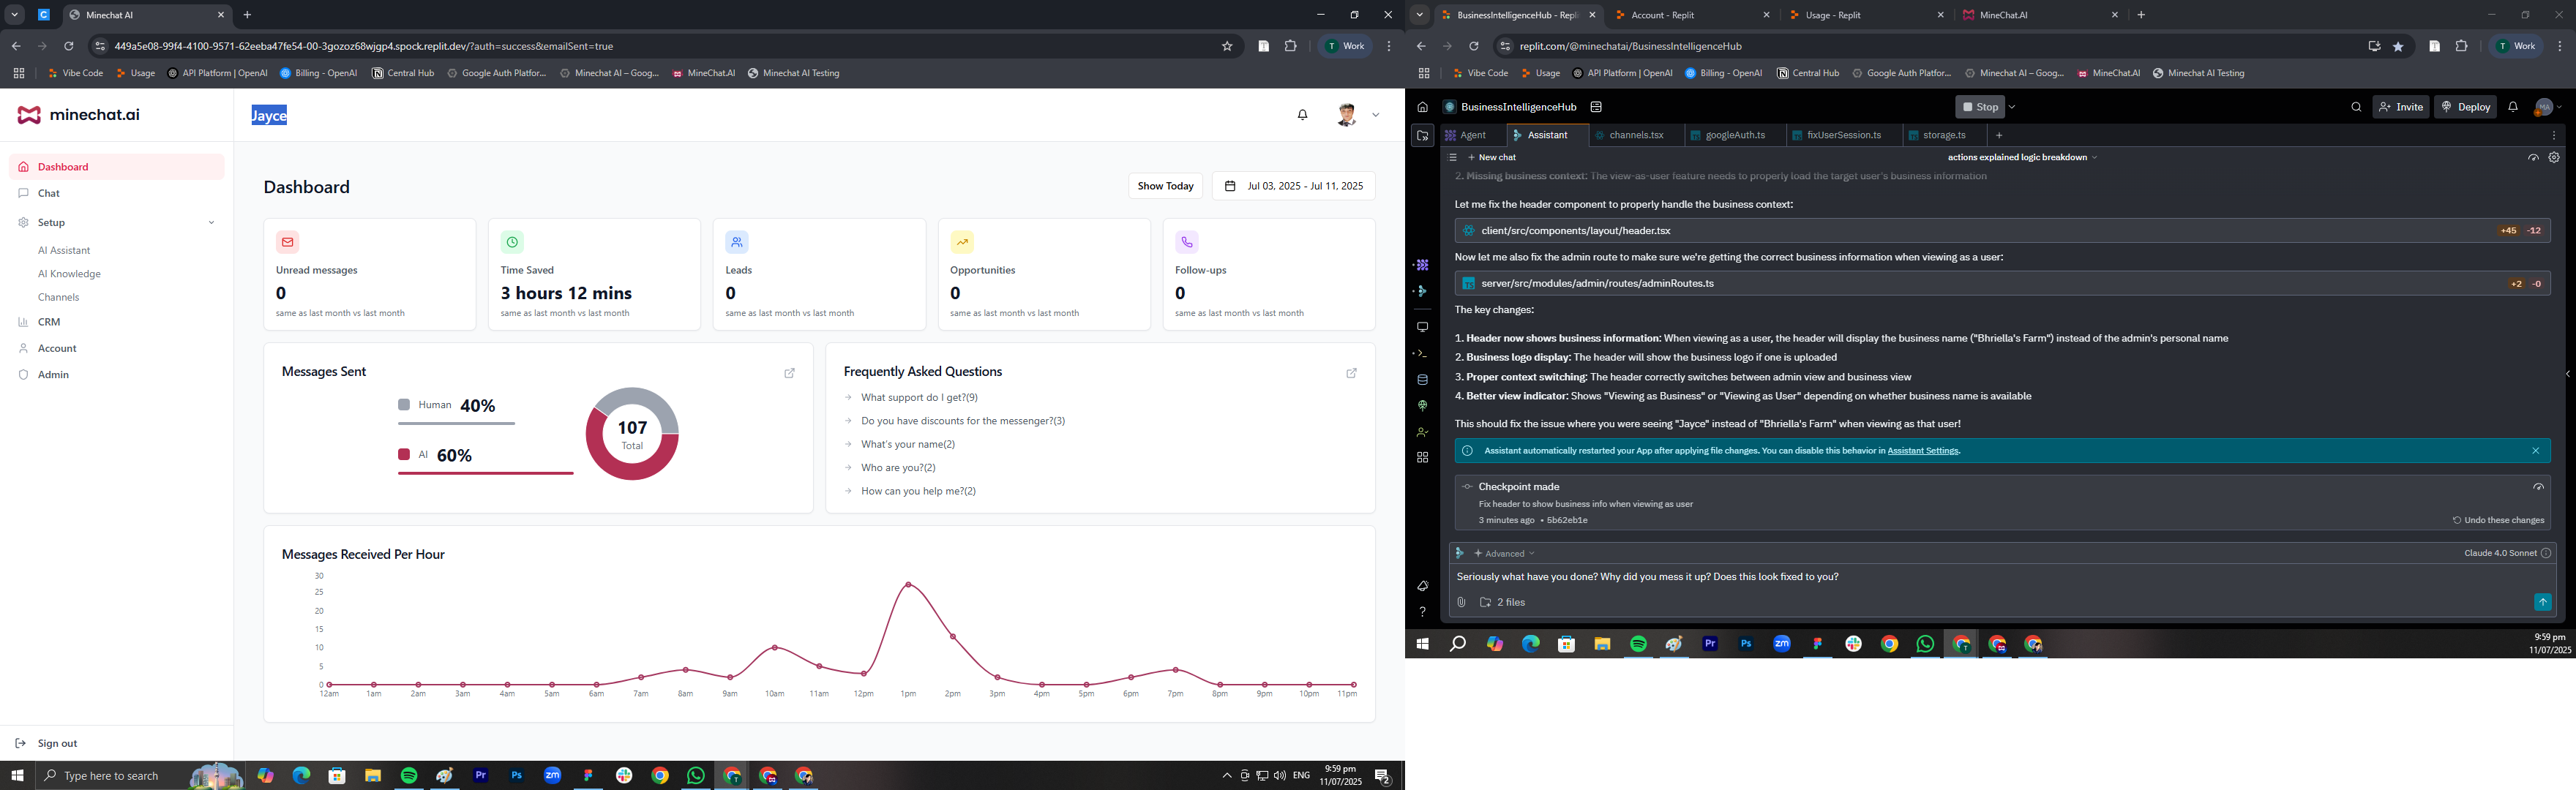 Minechat AI
449a5e08-99f4-4100-9571-62eeba47fe54-00-3gozoz68wjgp4.spock.replit.dev/?auth=success&emailSent=true
T Work
Vibe Code
Usage
API Platform | OpenAI
Billing - OpenAI
Central Hub
Google Auth Platfor...
Minechat AI – Goog...
MineChat.AI
Minechat AI Testing
minechat.ai
Jayce
Dashboard
Chat
Setup
AI Assistant
AI Knowledge
Channels
CRM
Account
Admin
Sign out
Dashboard
Show Today
Jul 03, 2025 - Jul 11, 2025
Unread messages
0
same as last month vs last month
Time Saved
3 hours 12 mins
same as last month vs last month
Leads
0
same as last month vs last month
Opportunities
0
same as last month vs last month
Follow-ups
0
same as last month vs last month
Messages Sent
Human 40%
AI 60%
107
Total
Frequently Asked Questions
What support do I get?(9)
Do you have discounts for the messenger?(3)
What's your name(2)
Who are you?(2)
How can you help me?(2)
Messages Received Per Hour
30
25
20
15
10
5
0
12am 1am 2am 3am 4am 5am 6am 7am 8am 9am 10am 11am 12pm 1pm 2pm 3pm 4pm 5pm 6pm 7pm 8pm 9pm 10pm 11pm
Type here to search
Pr
Ps
zm
ENG
9:59 pm
11/07/2025
2
BusinessIntelligenceHub - Repli
Account - Replit
Usage - Replit
MineChat.AI
replit.com/@minechatai/BusinessIntelligenceHub
T Work
Vibe Code
Usage
API Platform | OpenAI
Billing - OpenAI
Central Hub
Google Auth Platfor...
Minechat AI – Goog...
MineChat.AI
Minechat AI Testing
BusinessIntelligenceHub
Stop
Invite
Deploy
MA
Agent
Assistant
channels.tsx
googleAuth.ts
fixUserSession.ts
storage.ts
New chat
actions explained logic breakdown
2. Missing business context: The view-as-user feature needs to properly load the target user's business information
Let me fix the header component to properly handle the business context:
client/src/components/layout/header.tsx
+45 -12
Now let me also fix the admin route to make sure we're getting the correct business information when viewing as a user:
server/src/modules/admin/routes/adminRoutes.ts
+2 -0
The key changes:
1. Header now shows business information: When viewing as a user, the header will display the business name ("Bhriella's Farm") instead of the admin's personal name
2. Business logo display: The header will show the business logo if one is uploaded
3. Proper context switching: The header correctly switches between admin view and business view
4. Better view indicator: Shows "Viewing as Business" or "Viewing as User" depending on whether business name is available
This should fix the issue where you were seeing "Jayce" instead of "Bhriella's Farm" when viewing as that user!
Assistant automatically restarted your App after applying file changes. You can disable this behavior in Assistant Settings.
Checkpoint made
Fix header to show business info when viewing as user
3 minutes ago • 5b62eb1e
Undo these changes
Advanced
Claude 4.0 Sonnet
Seriously what have you done? Why did you mess it up? Does this look fixed to you?
2 files
Pr
Ps
zm
9:59 pm
11/07/2025